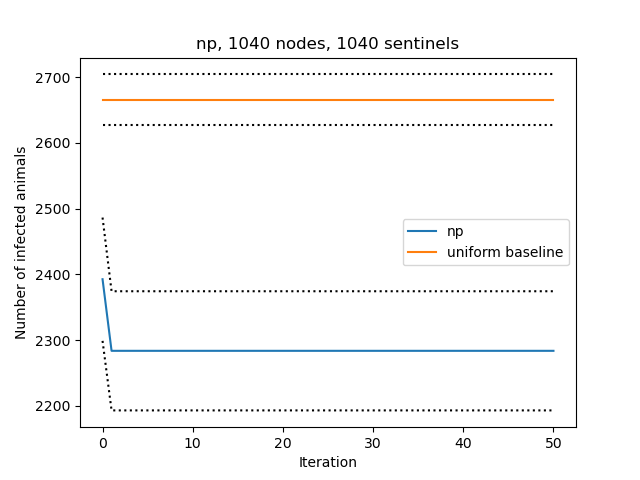 np, 1040 nodes, 1040 sentinels
Number of infected animals
2700
2600
2500
2400
2300
2200
np
uniform baseline
0 10 20 30 40 50
Iteration